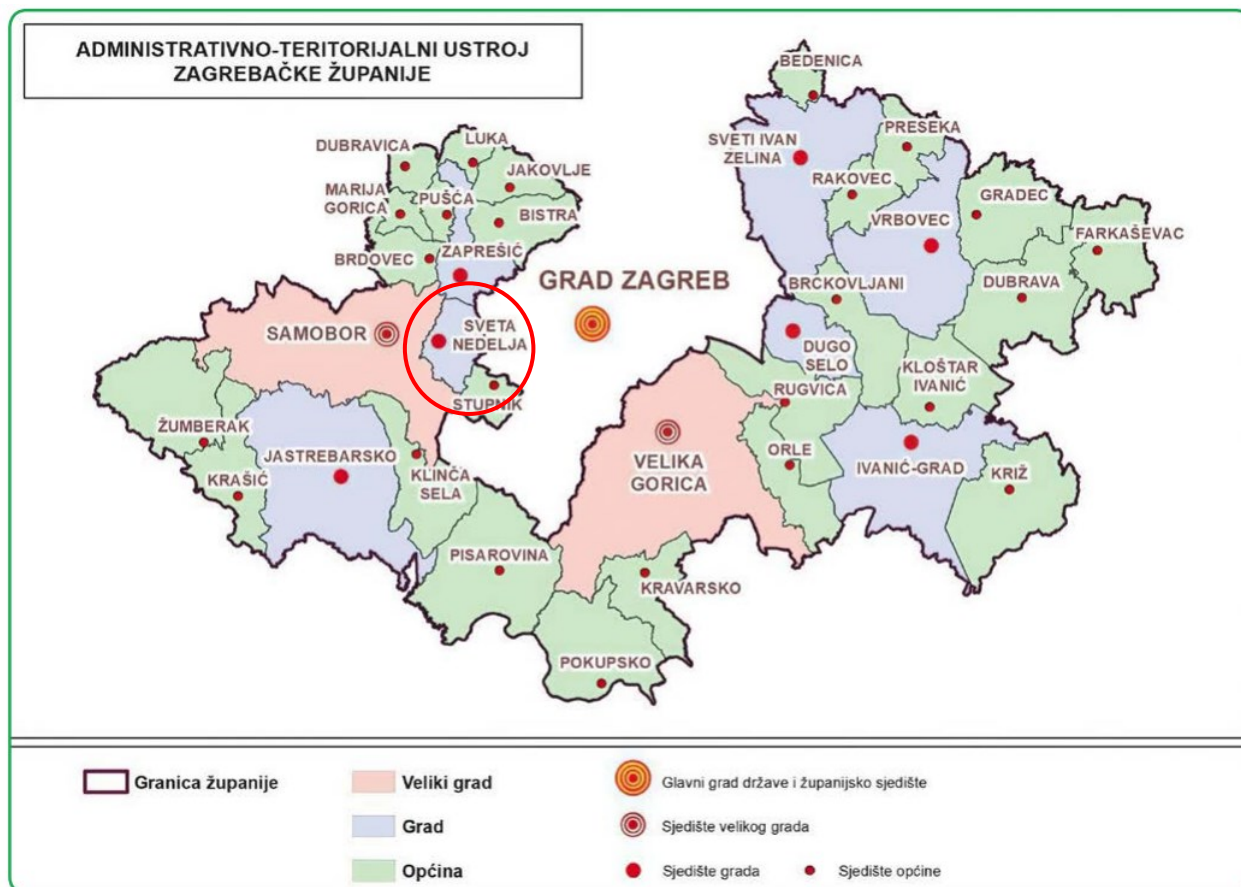 ADMINISTRATIVNO-TERITORIJALNI USTROJ
ZAGREBAČKE ŽUPANIJE
BEDENICA
DUBRAVICA
LUKA
SVETI IVAN
ZELINA
PRESEKA
JAKOVLJE
MARIJA
GORICA
PUŠĆA
RAKOVEC
GRADEC
BISTRA
VRBOVEC
FARKAŠEVAC
BRDOVEC
ZAPREŠIĆ
GRAD ZAGREB
BRCKOVLJANI
DUBRAVA
SAMOBOR
SVETA
NEDELJA
DUGO
SELO
KLOŠTAR
IVANIĆ
STUPNIK
RUGVICA
ŽUMBERAK
JASTREBARSKO
KLINČA
SELA
VELIKA
GORICA
ORLE
IVANIĆ-GRAD
KRIŽ
KRAŠIĆ
PISAROVINA
KRAVARSKO
POKUPSKO
Granica županije
Veliki grad
Glavni grad države i županijsko sjedište
Grad
Sjedište velikog grada
Općina
Sjedište grada
Sjedište općine